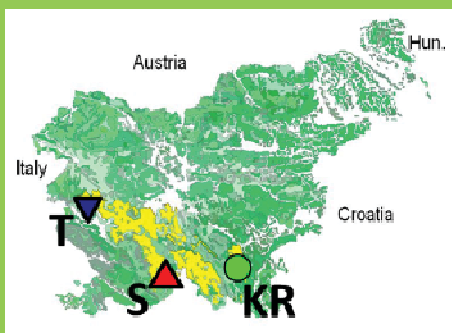 Hun.
Austria
Italy
Croatia
T
S
KR